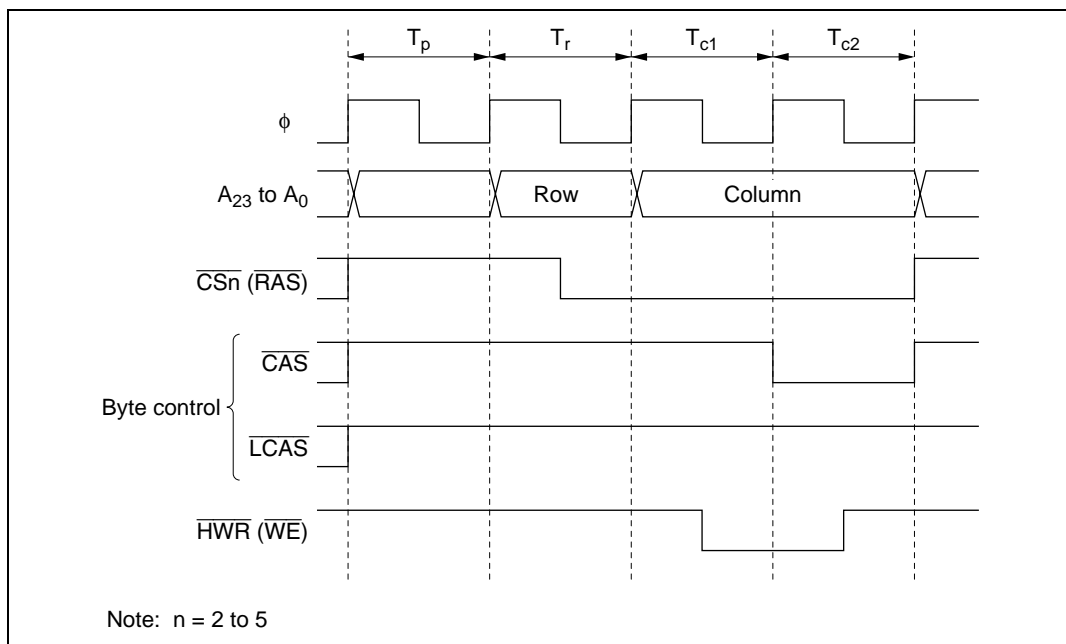 Tp Tr Tc1 Tc2
ϕ
A23 to A0
Row
Column
CSn (RAS)
CAS
Byte control
LCAS
HWR (WE)
Note: n = 2 to 5